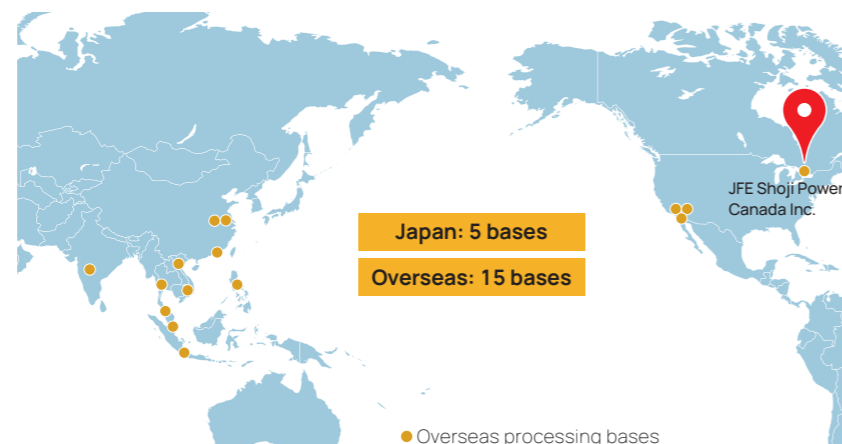 JFE Shoji Power
Canada Inc.
Japan: 5 bases
Overseas: 15 bases
Overseas processing bases